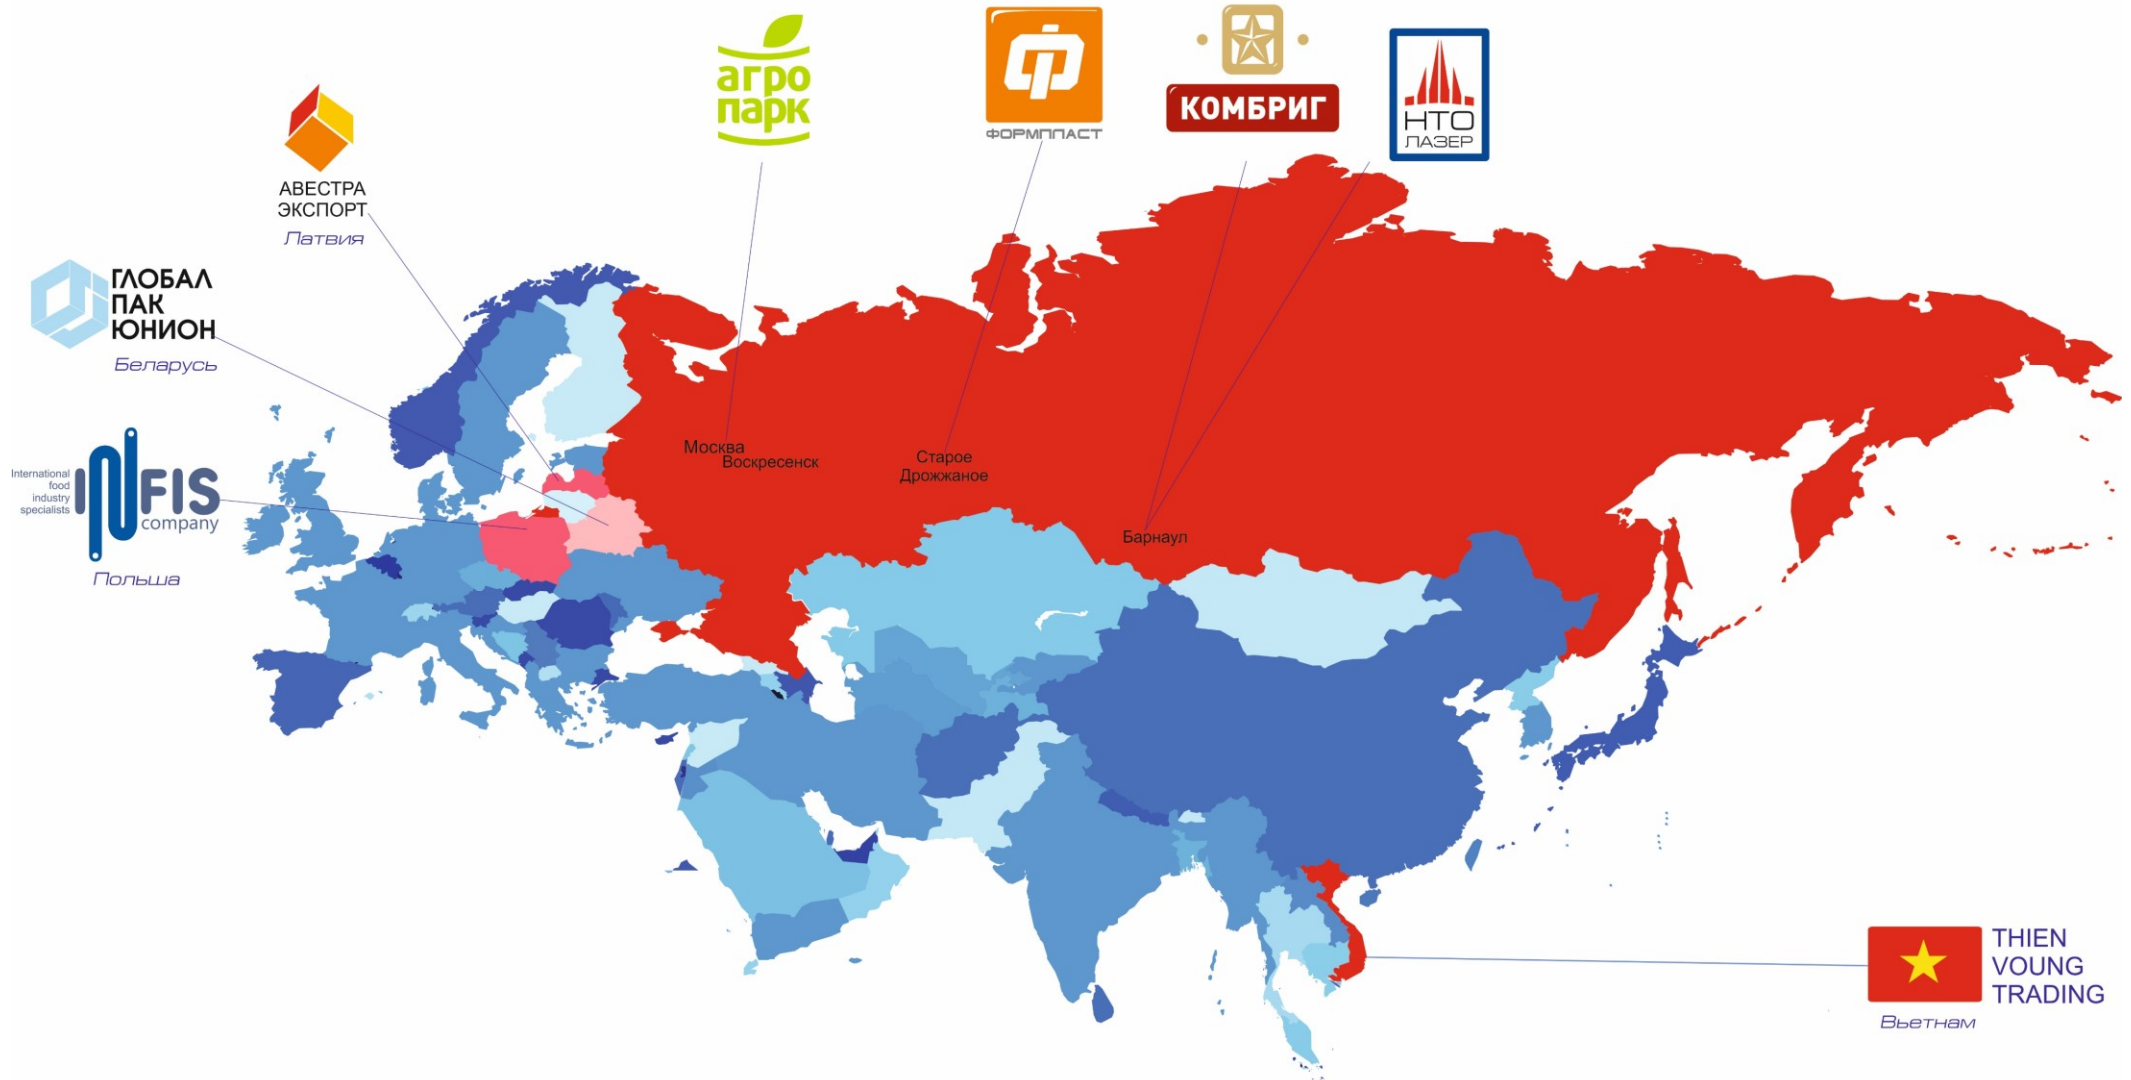 агро
парк
Ф
ФОРМПЛАСТ
КОМБРИГ
НТО
ЛАЗЕР
АВЕСТРА
ЭКСПОРТ
Латвия
ГЛОБАЛ
ПАК
ЮНИОН
Беларусь
International
food
industry
specialists
INFIS
company
Польша
Москва
Воскресенск
Старое
Дрожжаное
Барнаул
THIEN
VOUNG
TRADING
Вьетнам